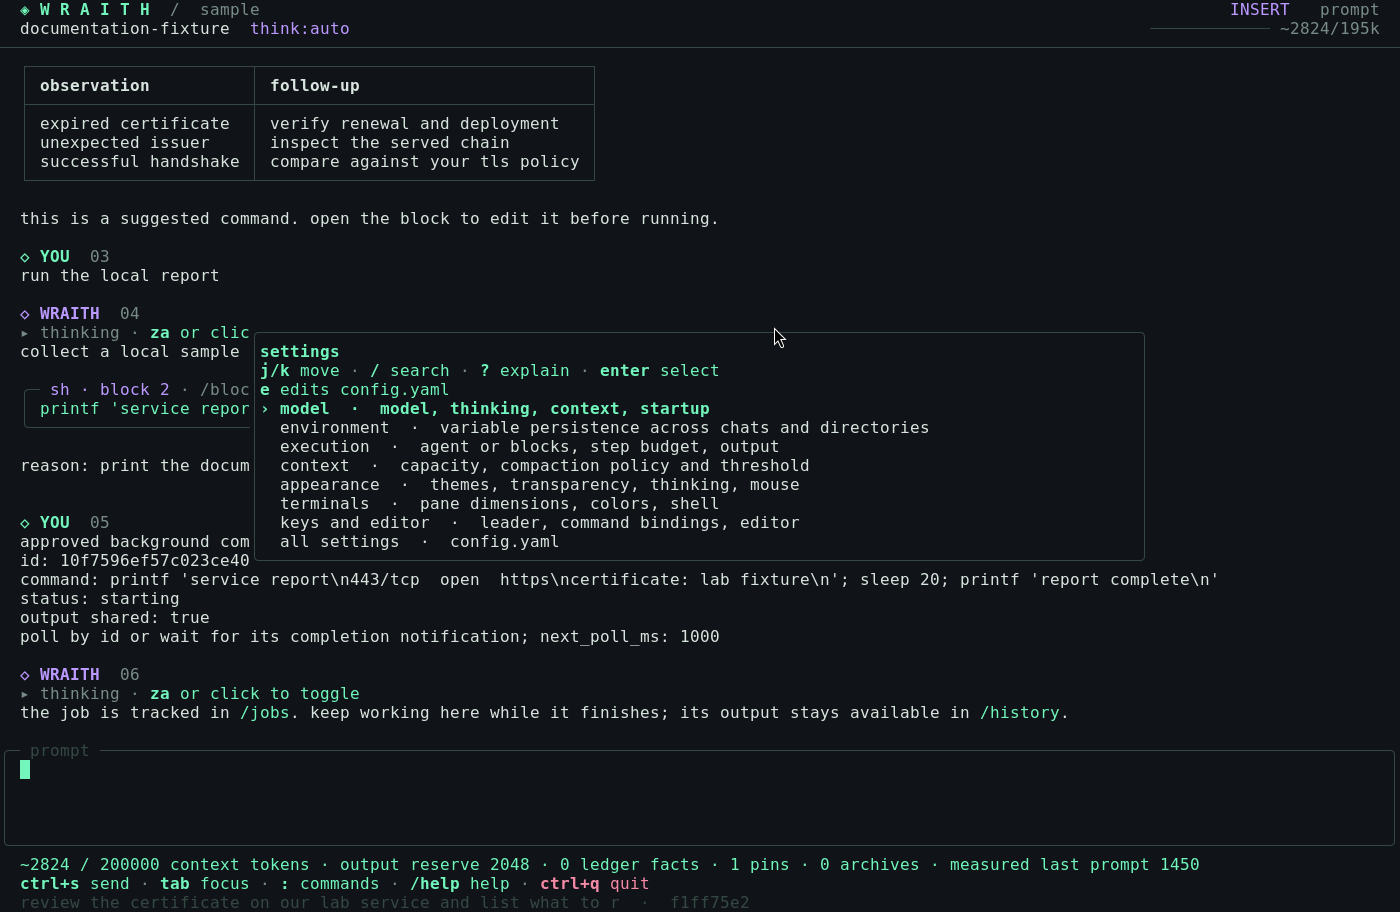 ◈ W R A I T H / sample INSERT prompt
documentation-fixture think:auto ~2824/195k
observation follow-up
expired certificate verify renewal and deployment
unexpected issuer inspect the served chain
successful handshake compare against your tls policy
this is a suggested command. open the block to edit it before running.
◇ YOU 03
run the local report
◇ WRAITH 04
▸ thinking · za or clic
collect a local sample
sh · block 2 · /bloc
printf 'service repor
reason: print the docum
settings
j/k move · / search · ? explain · enter select
e edits config.yaml
› model · model, thinking, context, startup
environment · variable persistence across chats and directories
execution · agent or blocks, step budget, output
context · capacity, compaction policy and threshold
appearance · themes, transparency, thinking, mouse
terminals · pane dimensions, colors, shell
keys and editor · leader, command bindings, editor
all settings · config.yaml
◇ YOU 05
approved background com
id: 10f7596ef57c023ce40
command: printf 'service report\n443/tcp open https\ncertificate: lab fixture\n'; sleep 20; printf 'report complete\n'
status: starting
output shared: true
poll by id or wait for its completion notification; next_poll_ms: 1000
◇ WRAITH 06
▸ thinking · za or click to toggle
the job is tracked in /jobs. keep working here while it finishes; its output stays available in /history.
prompt
~2824 / 200000 context tokens · output reserve 2048 · 0 ledger facts · 1 pins · 0 archives · measured last prompt 1450
ctrl+s send · tab focus · : commands · /help help · ctrl+q quit
review the certificate on our lab service and list what to r · f1ff75e2